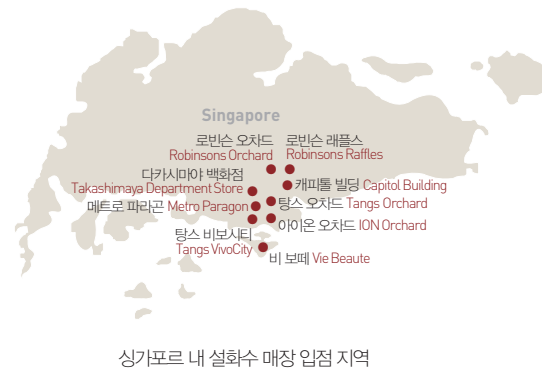 Singapore
로빈슨 오차드
Robinsons Orchard
로빈슨 래플스
Robinsons Raffles
다카시마야 백화점
Takashimaya Department Store
캐피톨 빌딩 Capitol Building
메트로 파라곤 Metro Paragon
탕스 오차드 Tangs Orchard
아이온 오차드 ION Orchard
탕스 비보시티
Tangs VivoCity
비 보떼 Vie Beaute
싱가포르 내 설화수 매장 입점 지역